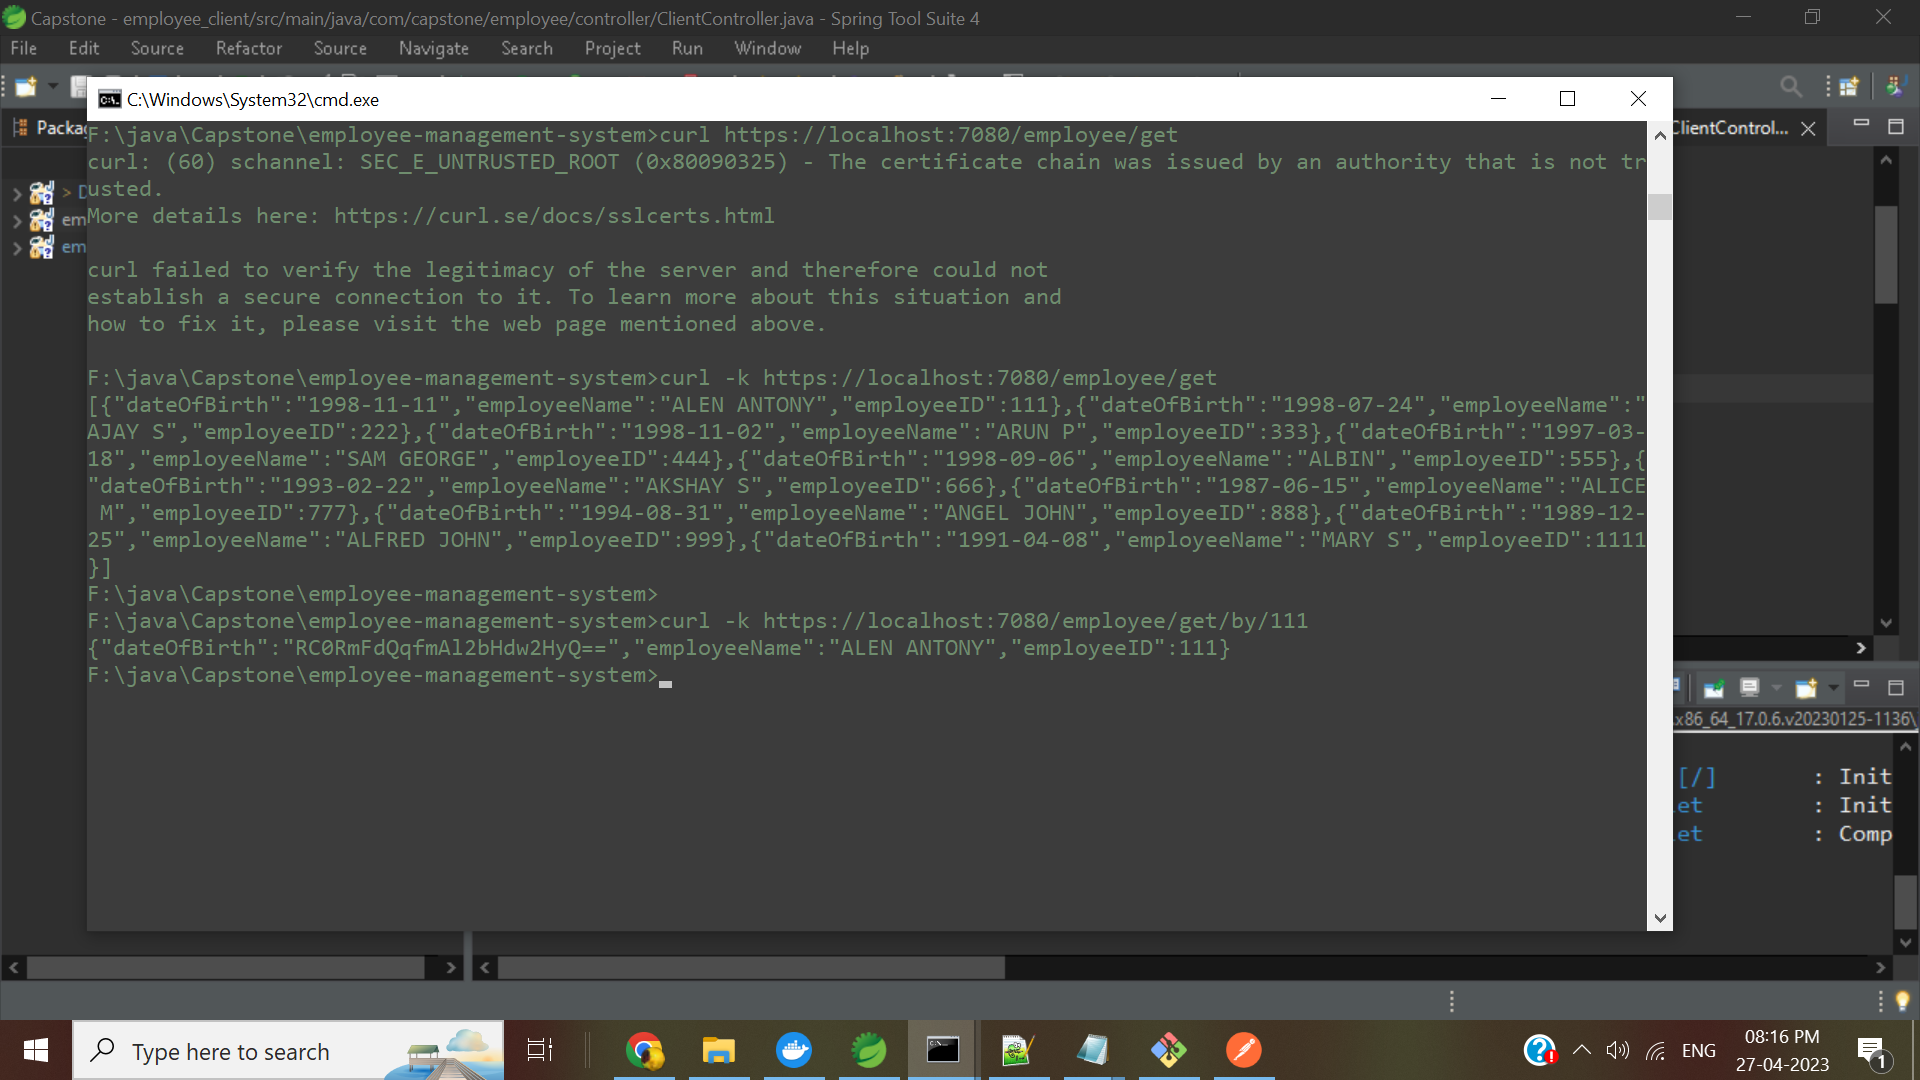 Capstone - employee_client/src/main/java/com/capstone/employee/controller/ClientController.java - Spring Tool Suite 4
File Edit Source Refactor Source Navigate Search Project Run Window Help
C:\Windows\System32\cmd.exe
Packa
ClientControl...
F:\java\Capstone\employee-management-system>curl https://localhost:7080/employee/get
curl: (60) schannel: SEC_E_UNTRUSTED_ROOT (0x80090325) - The certificate chain was issued by an authority that is not tr
usted.
More details here: https://curl.se/docs/sslcerts.html
> D
em
em
curl failed to verify the legitimacy of the server and therefore could not
establish a secure connection to it. To learn more about this situation and
how to fix it, please visit the web page mentioned above.
F:\java\Capstone\employee-management-system>curl -k https://localhost:7080/employee/get
[{"dateOfBirth":"1998-11-11","employeeName":"ALEN ANTONY","employeeID":111},{"dateOfBirth":"1998-07-24","employeeName":"
AJAY S","employeeID":222},{"dateOfBirth":"1998-11-02","employeeName":"ARUN P","employeeID":333},{"dateOfBirth":"1997-03-
18","employeeName":"SAM GEORGE","employeeID":444},{"dateOfBirth":"1998-09-06","employeeName":"ALBIN","employeeID":555},{
"dateOfBirth":"1993-02-22","employeeName":"AKSHAY S","employeeID":666},{"dateOfBirth":"1987-06-15","employeeName":"ALICE
 M","employeeID":777},{"dateOfBirth":"1994-08-31","employeeName":"ANGEL JOHN","employeeID":888},{"dateOfBirth":"1989-12-
25","employeeName":"ALFRED JOHN","employeeID":999},{"dateOfBirth":"1991-04-08","employeeName":"MARY S","employeeID":1111
}]
F:\java\Capstone\employee-management-system>
F:\java\Capstone\employee-management-system>curl -k https://localhost:7080/employee/get/by/111
{"dateOfBirth":"RC0RmFdQqfmAl2bHdw2HyQ==","employeeName":"ALEN ANTONY","employeeID":111}
F:\java\Capstone\employee-management-system>
.x86_64_17.0.6.v20230125-1136\
[/] : Init
et : Init
et : Comp
Type here to search
ENG
08:16 PM
27-04-2023
1